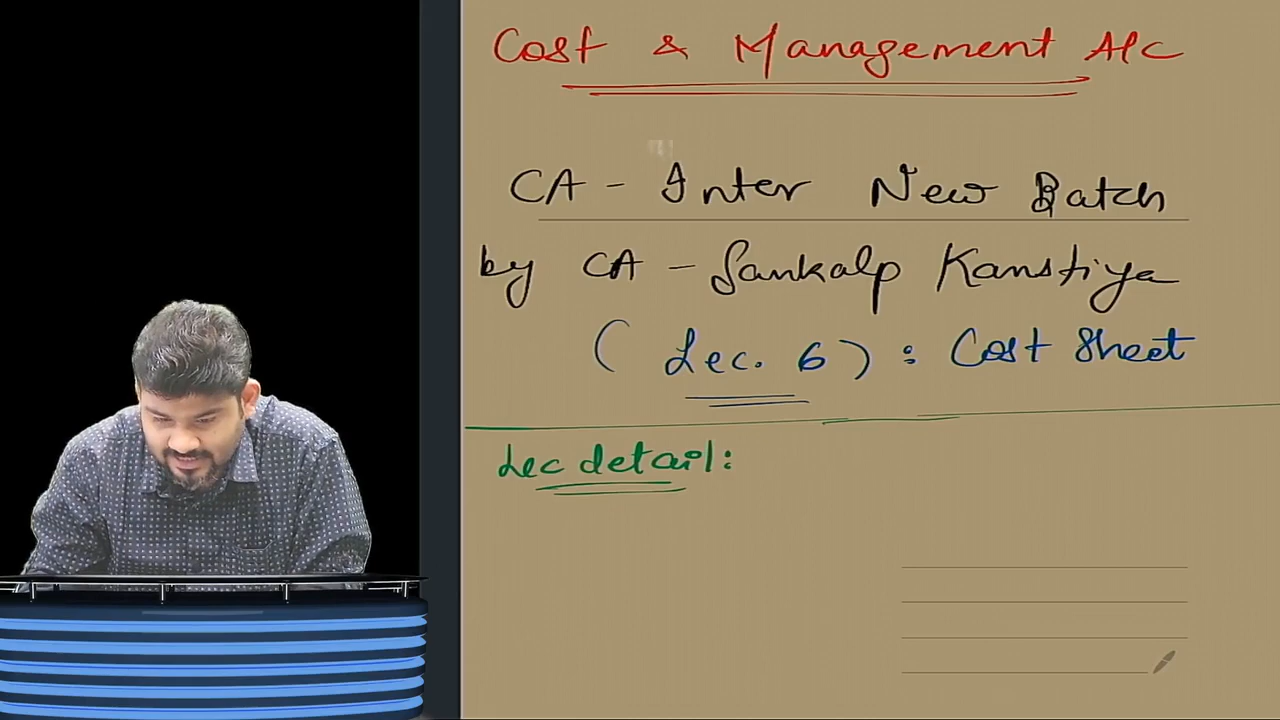 Cost & Management A/c
CA - Inter New Batch
by CA - Sankalp Kanstiya
( Lec. 6 ) : Cost Sheet
Lec detail :